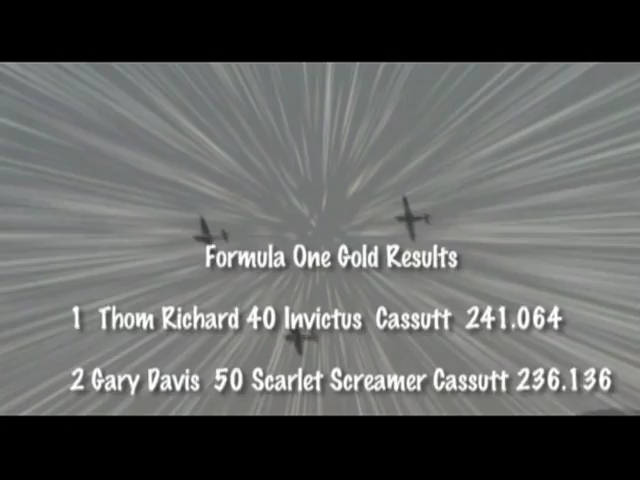 Formula One Gold Results
1 Thom Richard 40 Invictus Cassutt 241.064
2 Gary Davis 50 Scarlet Screamer Cassutt 236.136